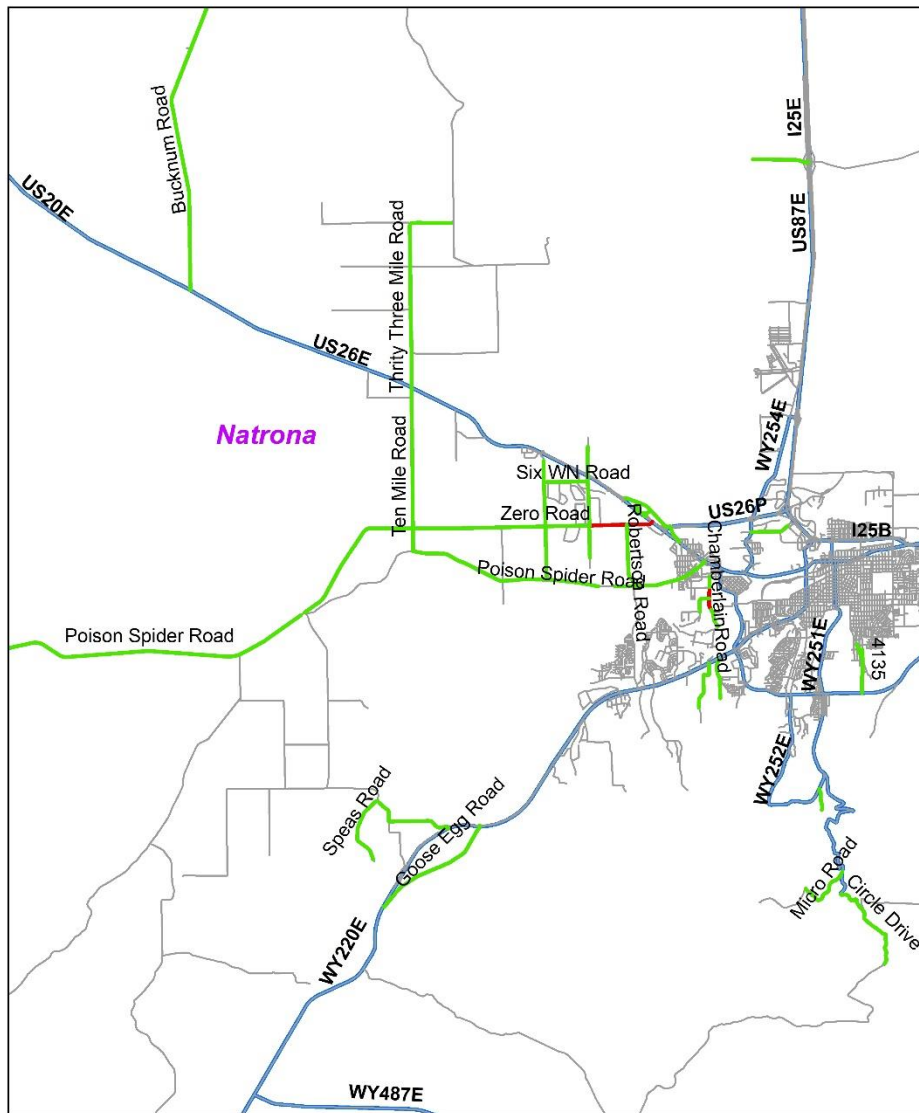 Bucknum Road
US20E
I25E
US87E
Thrity Three Mile Road
US26E
Natrona
WY254E
Ten Mile Road
Six WN Road
Zero Road
US26P
I25B
Robertson Road
Chamberlain Road
Poison Spider Road
Poison Spider Road
WY251E
4135
WY252E
Speas Road
Goose Egg Road
Micro Road
Circle Drive
WY220E
WY487E